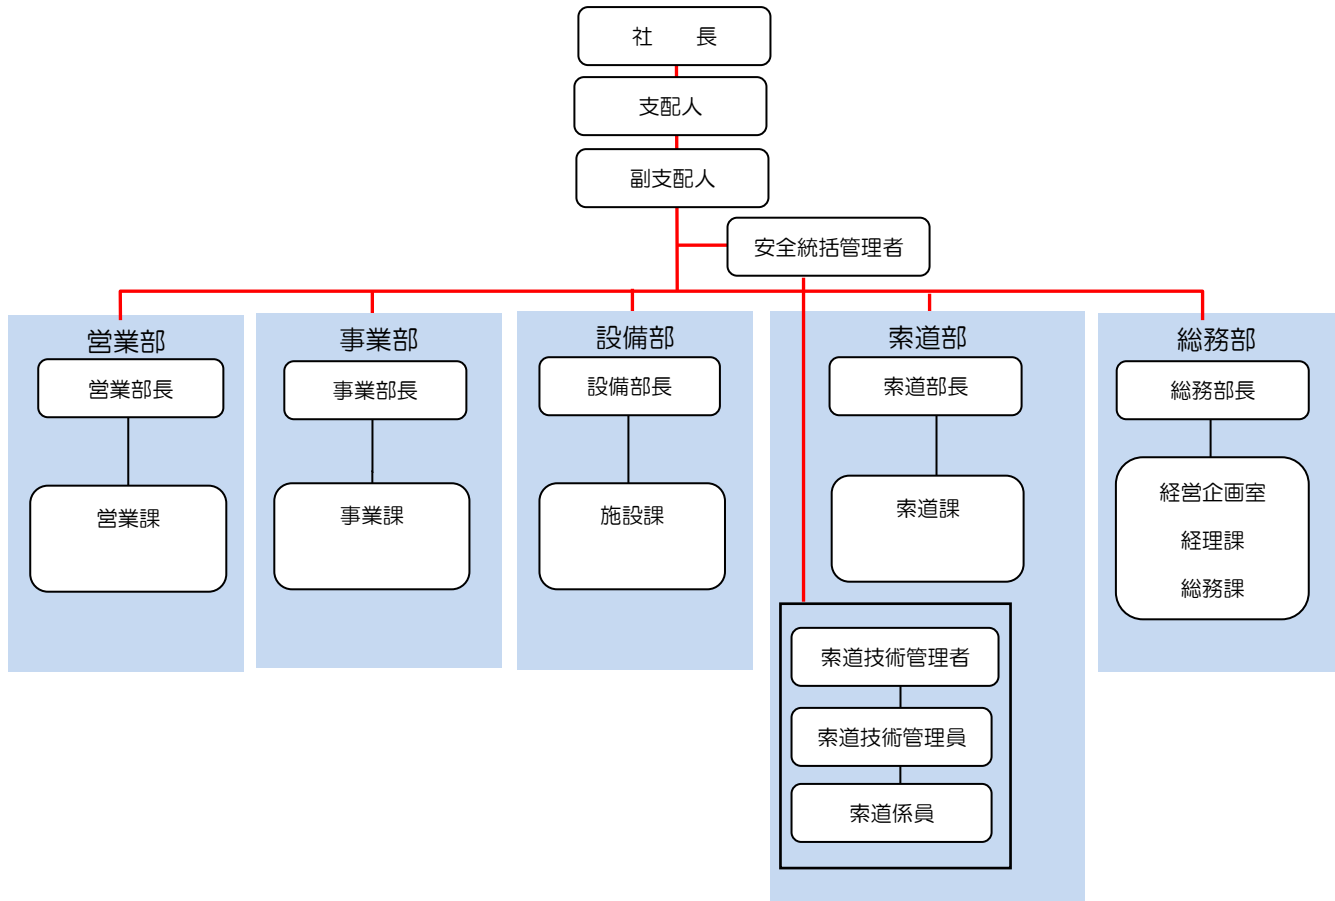 社　　長
支配人
副支配人
安全統括管理者
営業部
営業部長
営業課
事業部
事業部長
事業課
設備部
設備部長
施設課
索道部
索道部長
索道課
索道技術管理者
索道技術管理員
索道係員
総務部
総務部長
経営企画室
経理課
総務課